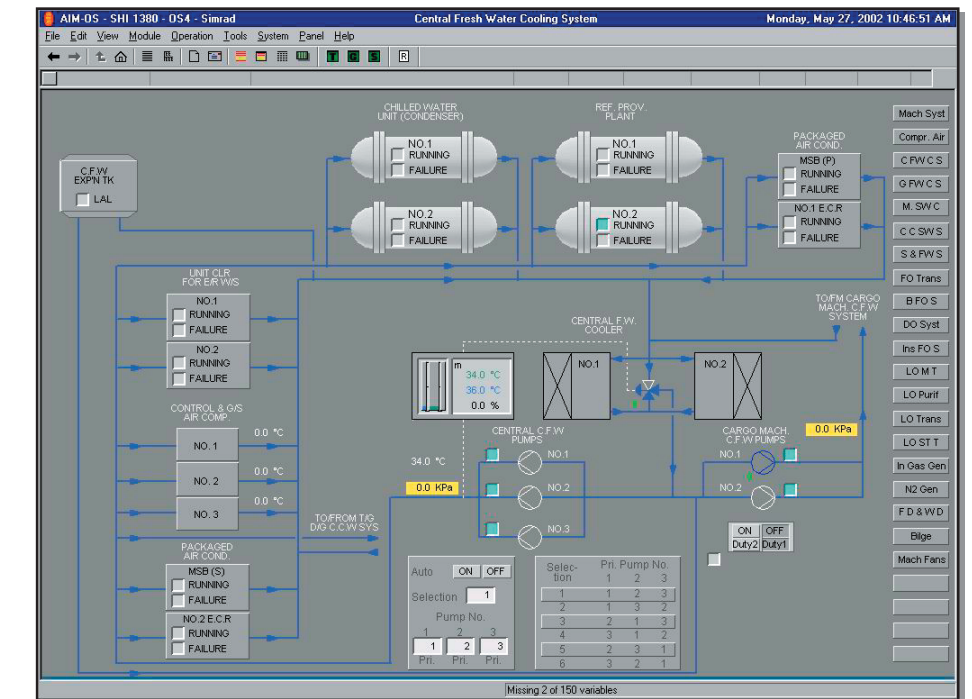 AIM-OS - SHI 1380 - OS4 - Simrad Central Fresh Water Cooling System Monday, May 27, 2002 10:46:51 AM
File Edit View Module Operation Tools System Panel Help
T G S R
CHILLED WATER
UNIT (CONDENSER)
NO.1
RUNNING
FAILURE
NO.2
RUNNING
FAILURE
REF. PROV.
PLANT
NO.1
RUNNING
FAILURE
NO.2
RUNNING
FAILURE
PACKAGED
AIR COND.
MSB (P)
RUNNING
FAILURE
NO.1 E.C.R
RUNNING
FAILURE
C.F.W
EXP'N TK
LAL
UNIT CLR
FOR E/R W/S
NO.1
RUNNING
FAILURE
NO.2
RUNNING
FAILURE
CONTROL & G/S
AIR COMP.
0.0 °C
NO. 1
0.0 °C
NO. 2
0.0 °C
NO. 3
TO/FROM T/G
D/G C.C.W SYS
PACKAGED
AIR COND.
MSB (S)
RUNNING
FAILURE
NO.2 E.C.R
RUNNING
FAILURE
CENTRAL F.W.
COOLER
NO.1
NO.2
m
34.0 °C
36.0 °C
0.0 %
TO/FM CARGO
MACH. C.F.W
SYSTEM
CENTRAL C.F.W
PUMPS
NO.1
NO.2
NO.3
34.0 °C
0.0 KPa
CARGO MACH.
C.F.W PUMPS
0.0 KPa
NO.1
NO.2
ON OFF
Duty2 Duty1
Auto ON OFF
Selection 1
Pump No.
1 2 3
1 2 3
Pri. Pri. Pri.
Selec- Pri. Pump No.
tion 1 2 3
1 1 2 3
2 1 3 2
3 2 1 3
4 3 1 2
5 2 3 1
6 3 2 1
Mach Syst
Compr. Air
C FW C S
G FW C S
M. SW C
C C SW S
S & FW S
FO Trans
B FO S
DO Syst
Ins FO S
LO M T
LO Purif
LO Trans
LO ST T
In Gas Gen
N2 Gen
F D & W D
Bilge
Mach Fans
Missing 2 of 150 variables